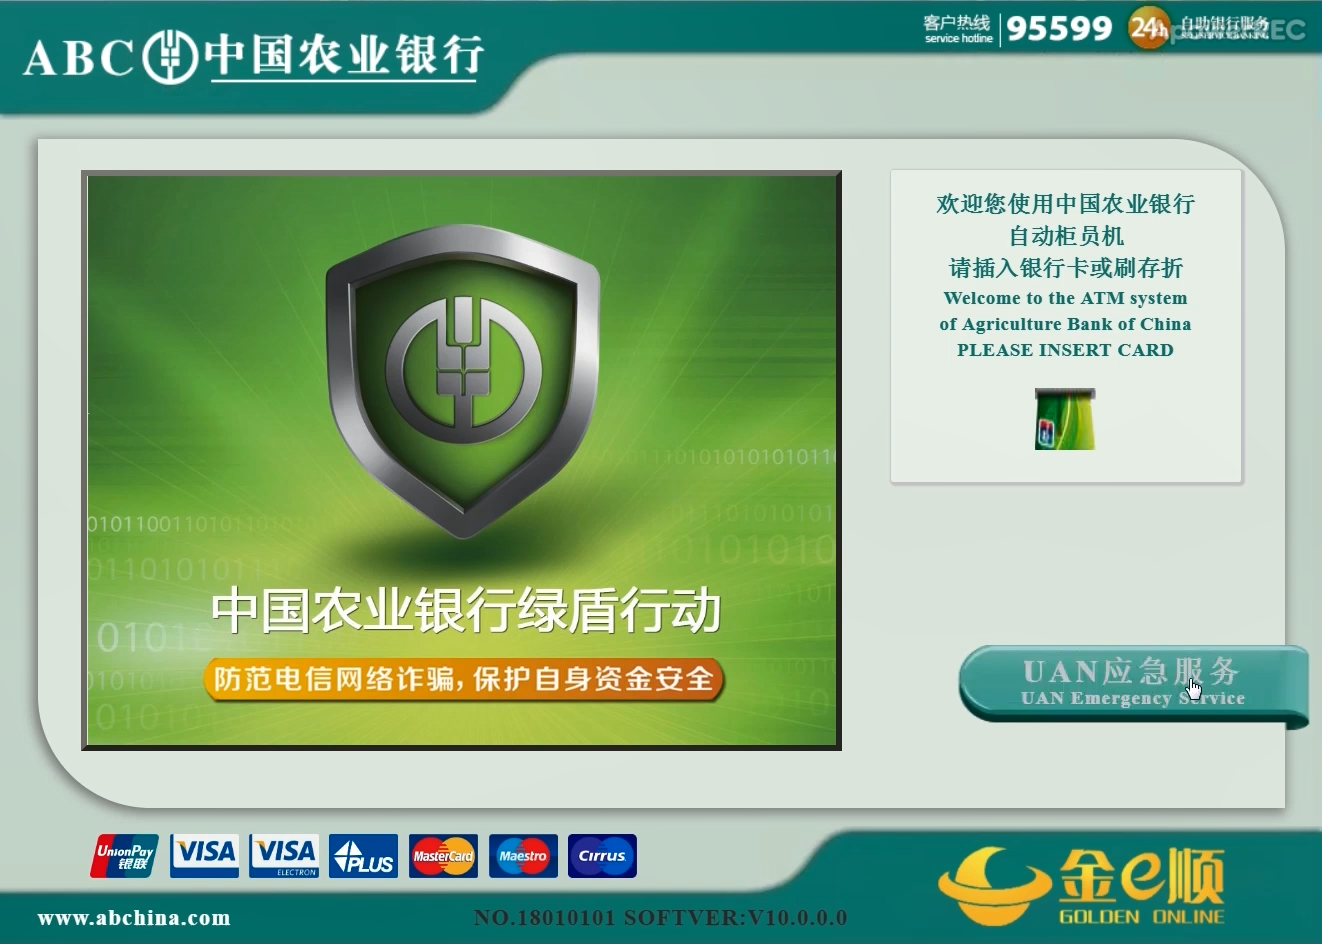 ABC 中国农业银行
客户热线
service hotline
95599
24h
自助银行服务
欢迎您使用中国农业银行
自动柜员机
请插入银行卡或刷存折
Welcome to the ATM system
of Agriculture Bank of China
PLEASE INSERT CARD
中国农业银行绿盾行动
防范电信网络诈骗，保护自身资金安全
UAN应急服务
UAN Emergency Service
UnionPay
银联
VISA
VISA
ELECTRON
PLUS
MasterCard
Maestro
Cirrus
金e顺
GOLDEN ONLINE
www.abchina.com
NO.18010101 SOFTVER:V10.0.0.0